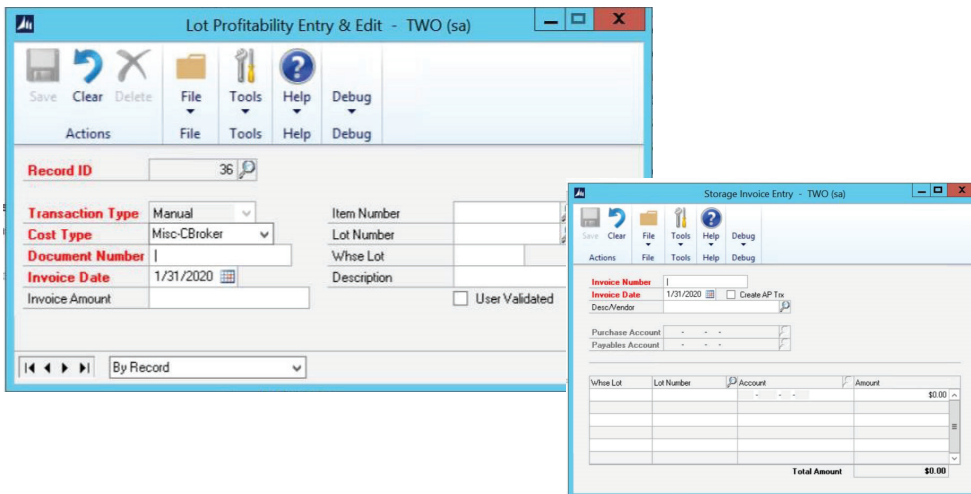 Lot Profitability Entry & Edit - TWO (sa)
Save Clear Delete File Tools Help Debug
Actions File Tools Help Debug
Record ID 36
Transaction Type Manual Item Number
Cost Type Misc-CBroker Lot Number
Document Number Whse Lot
Invoice Date 1/31/2020 Description
Invoice Amount User Validated
By Record
Storage Invoice Entry - TWO (sa)
Save Clear File Tools Help Debug
Actions File Tools Help Debug
Invoice Number
Invoice Date 1/31/2020 Create AP Trx
Desc/Vendor
Purchase Account - - -
Payables Account - - -
Whse Lot Lot Number Account Amount
- - - $0.00
Total Amount $0.00